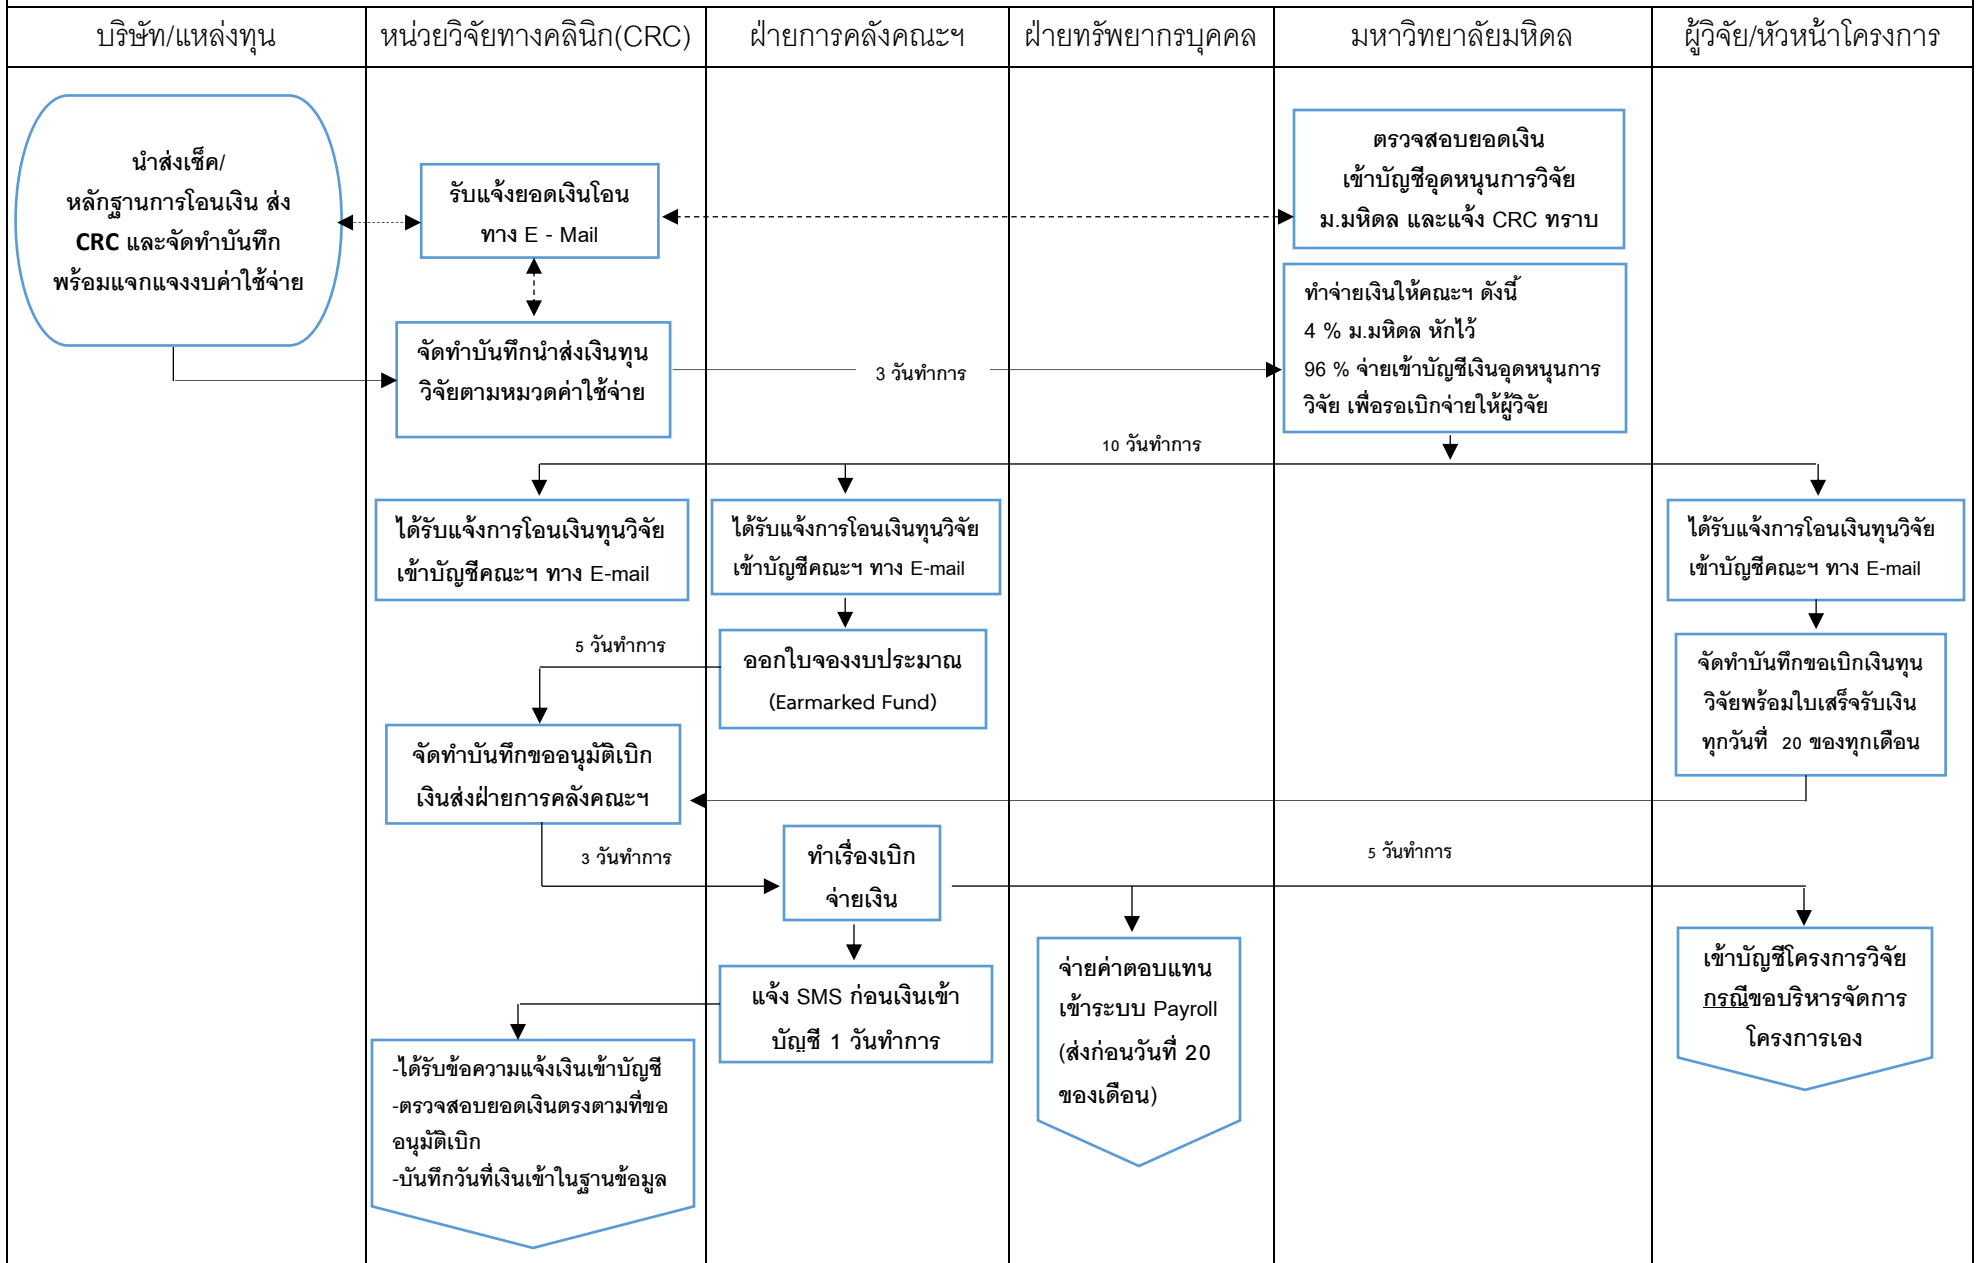 บริษัท/แหล่งทุน
หน่วยวิจัยทางคลินิก(CRC)
ฝ่ายการคลังคณะฯ
ฝ่ายทรัพยากรบุคคล
มหาวิทยาลัยมหิดล
ผู้วิจัย/หัวหน้าโครงการ
นำส่งเช็ค/
หลักฐานการโอนเงิน ส่ง
CRC และจัดทำบันทึก
พร้อมแจกแจงงบค่าใช้จ่าย
รับแจ้งยอดเงินโอน
ทาง E - Mail
ตรวจสอบยอดเงิน
เข้าบัญชีอุดหนุนการวิจัย
ม.มหิดล และแจ้ง CRC ทราบ
จัดทำบันทึกนำส่งเงินทุน
วิจัยตามหมวดค่าใช้จ่าย
3 วันทำการ
ทำจ่ายเงินให้คณะฯ ดังนี้
4 % ม.มหิดล หักไว้
96 % จ่ายเข้าบัญชีเงินอุดหนุนการ
วิจัย เพื่อรอเบิกจ่ายให้ผู้วิจัย
10 วันทำการ
ได้รับแจ้งการโอนเงินทุนวิจัย
เข้าบัญชีคณะฯ ทาง E-mail
ได้รับแจ้งการโอนเงินทุนวิจัย
เข้าบัญชีคณะฯ ทาง E-mail
ได้รับแจ้งการโอนเงินทุนวิจัย
เข้าบัญชีคณะฯ ทาง E-mail
5 วันทำการ
ออกใบจองงบประมาณ
(Earmarked Fund)
จัดทำบันทึกขอเบิกเงินทุน
วิจัยพร้อมใบเสร็จรับเงิน
ทุกวันที่ 20 ของทุกเดือน
จัดทำบันทึกขออนุมัติเบิก
เงินส่งฝ่ายการคลังคณะฯ
3 วันทำการ
ทำเรื่องเบิก
จ่ายเงิน
5 วันทำการ
แจ้ง SMS ก่อนเงินเข้า
บัญชี 1 วันทำการ
จ่ายค่าตอบแทน
เข้าระบบ Payroll
(ส่งก่อนวันที่ 20
ของเดือน)
เข้าบัญชีโครงการวิจัย
กรณีขอบริหารจัดการ
โครงการเอง
-ได้รับข้อความแจ้งเงินเข้าบัญชี
-ตรวจสอบยอดเงินตรงตามที่ขอ
อนุมัติเบิก
-บันทึกวันที่เงินเข้าในฐานข้อมูล